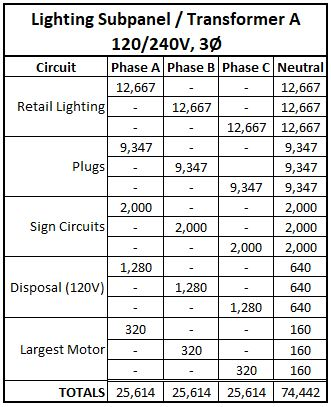 Lighting Subpanel / Transformer A
120/240V, 3Ø
Circuit Phase A Phase B Phase C Neutral
12,667 - - 12,667
Retail Lighting - 12,667 - 12,667
- - 12,667 12,667
9,347 - - 9,347
Plugs - 9,347 9,347
- - 9,347 9,347
2,000 - - 2,000
Sign Circuits - 2,000 - 2,000
- - 2,000 2,000
1,280 - - 640
Disposal (120V) - 1,280 - 640
- - 1,280 640
320 - - 160
Largest Motor - 320 - 160
- - 320 160
TOTALS 25,614 25,614 25,614 74,442